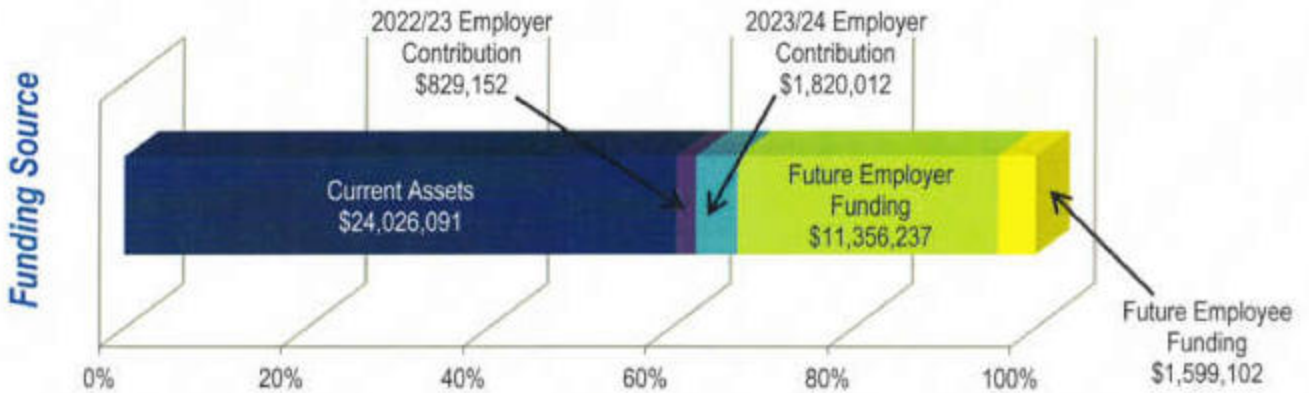 2022/23 Employer
Contribution
$829,152
2023/24 Employer
Contribution
$1,820,012
Funding Source
Current Assets
$24,026,091
Future Employer
Funding
$11,356,237
Future Employee
Funding
$1,599,102
0%
20%
40%
60%
80%
100%